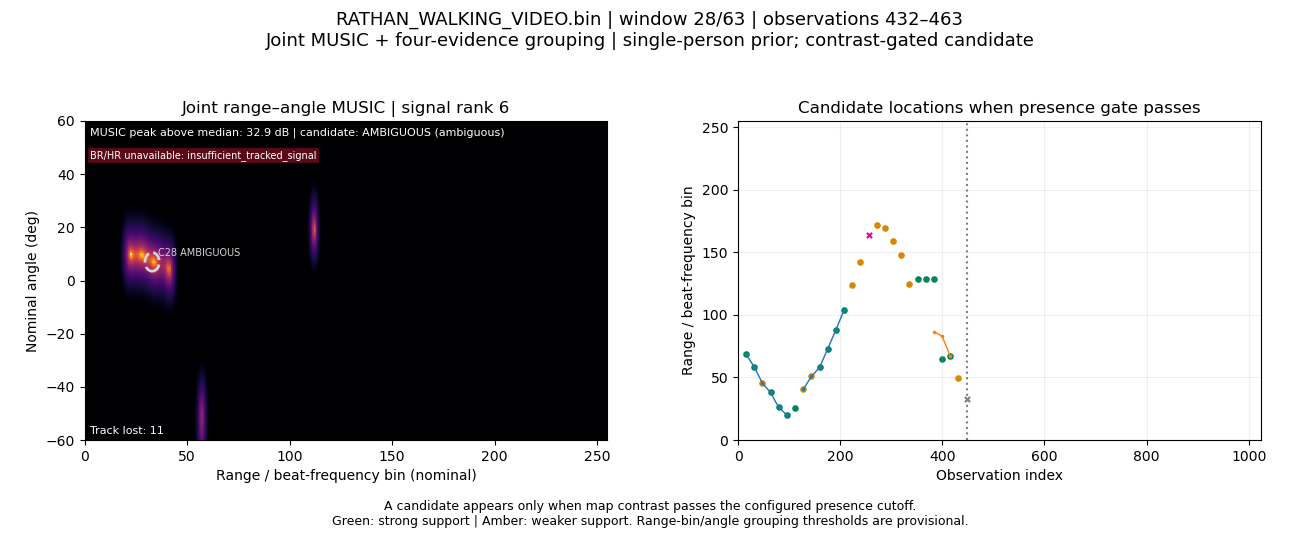 RATHAN_WALKING_VIDEO.bin | window 28/63 | observations 432–463
Joint MUSIC + four-evidence grouping | single-person prior; contrast-gated candidate
Joint range–angle MUSIC | signal rank 6
MUSIC peak above median: 32.9 dB | candidate: AMBIGUOUS (ambiguous)
BR/HR unavailable: insufficient_tracked_signal
C28 AMBIGUOUS
Track lost: 11
60
40
20
0
−20
−40
−60
Nominal angle (deg)
0 50 100 150 200 250
Range / beat-frequency bin (nominal)
Candidate locations when presence gate passes
250
200
150
100
50
0
Range / beat-frequency bin
0 200 400 600 800 1000
Observation index
A candidate appears only when map contrast passes the configured presence cutoff.
Green: strong support | Amber: weaker support. Range-bin/angle grouping thresholds are provisional.